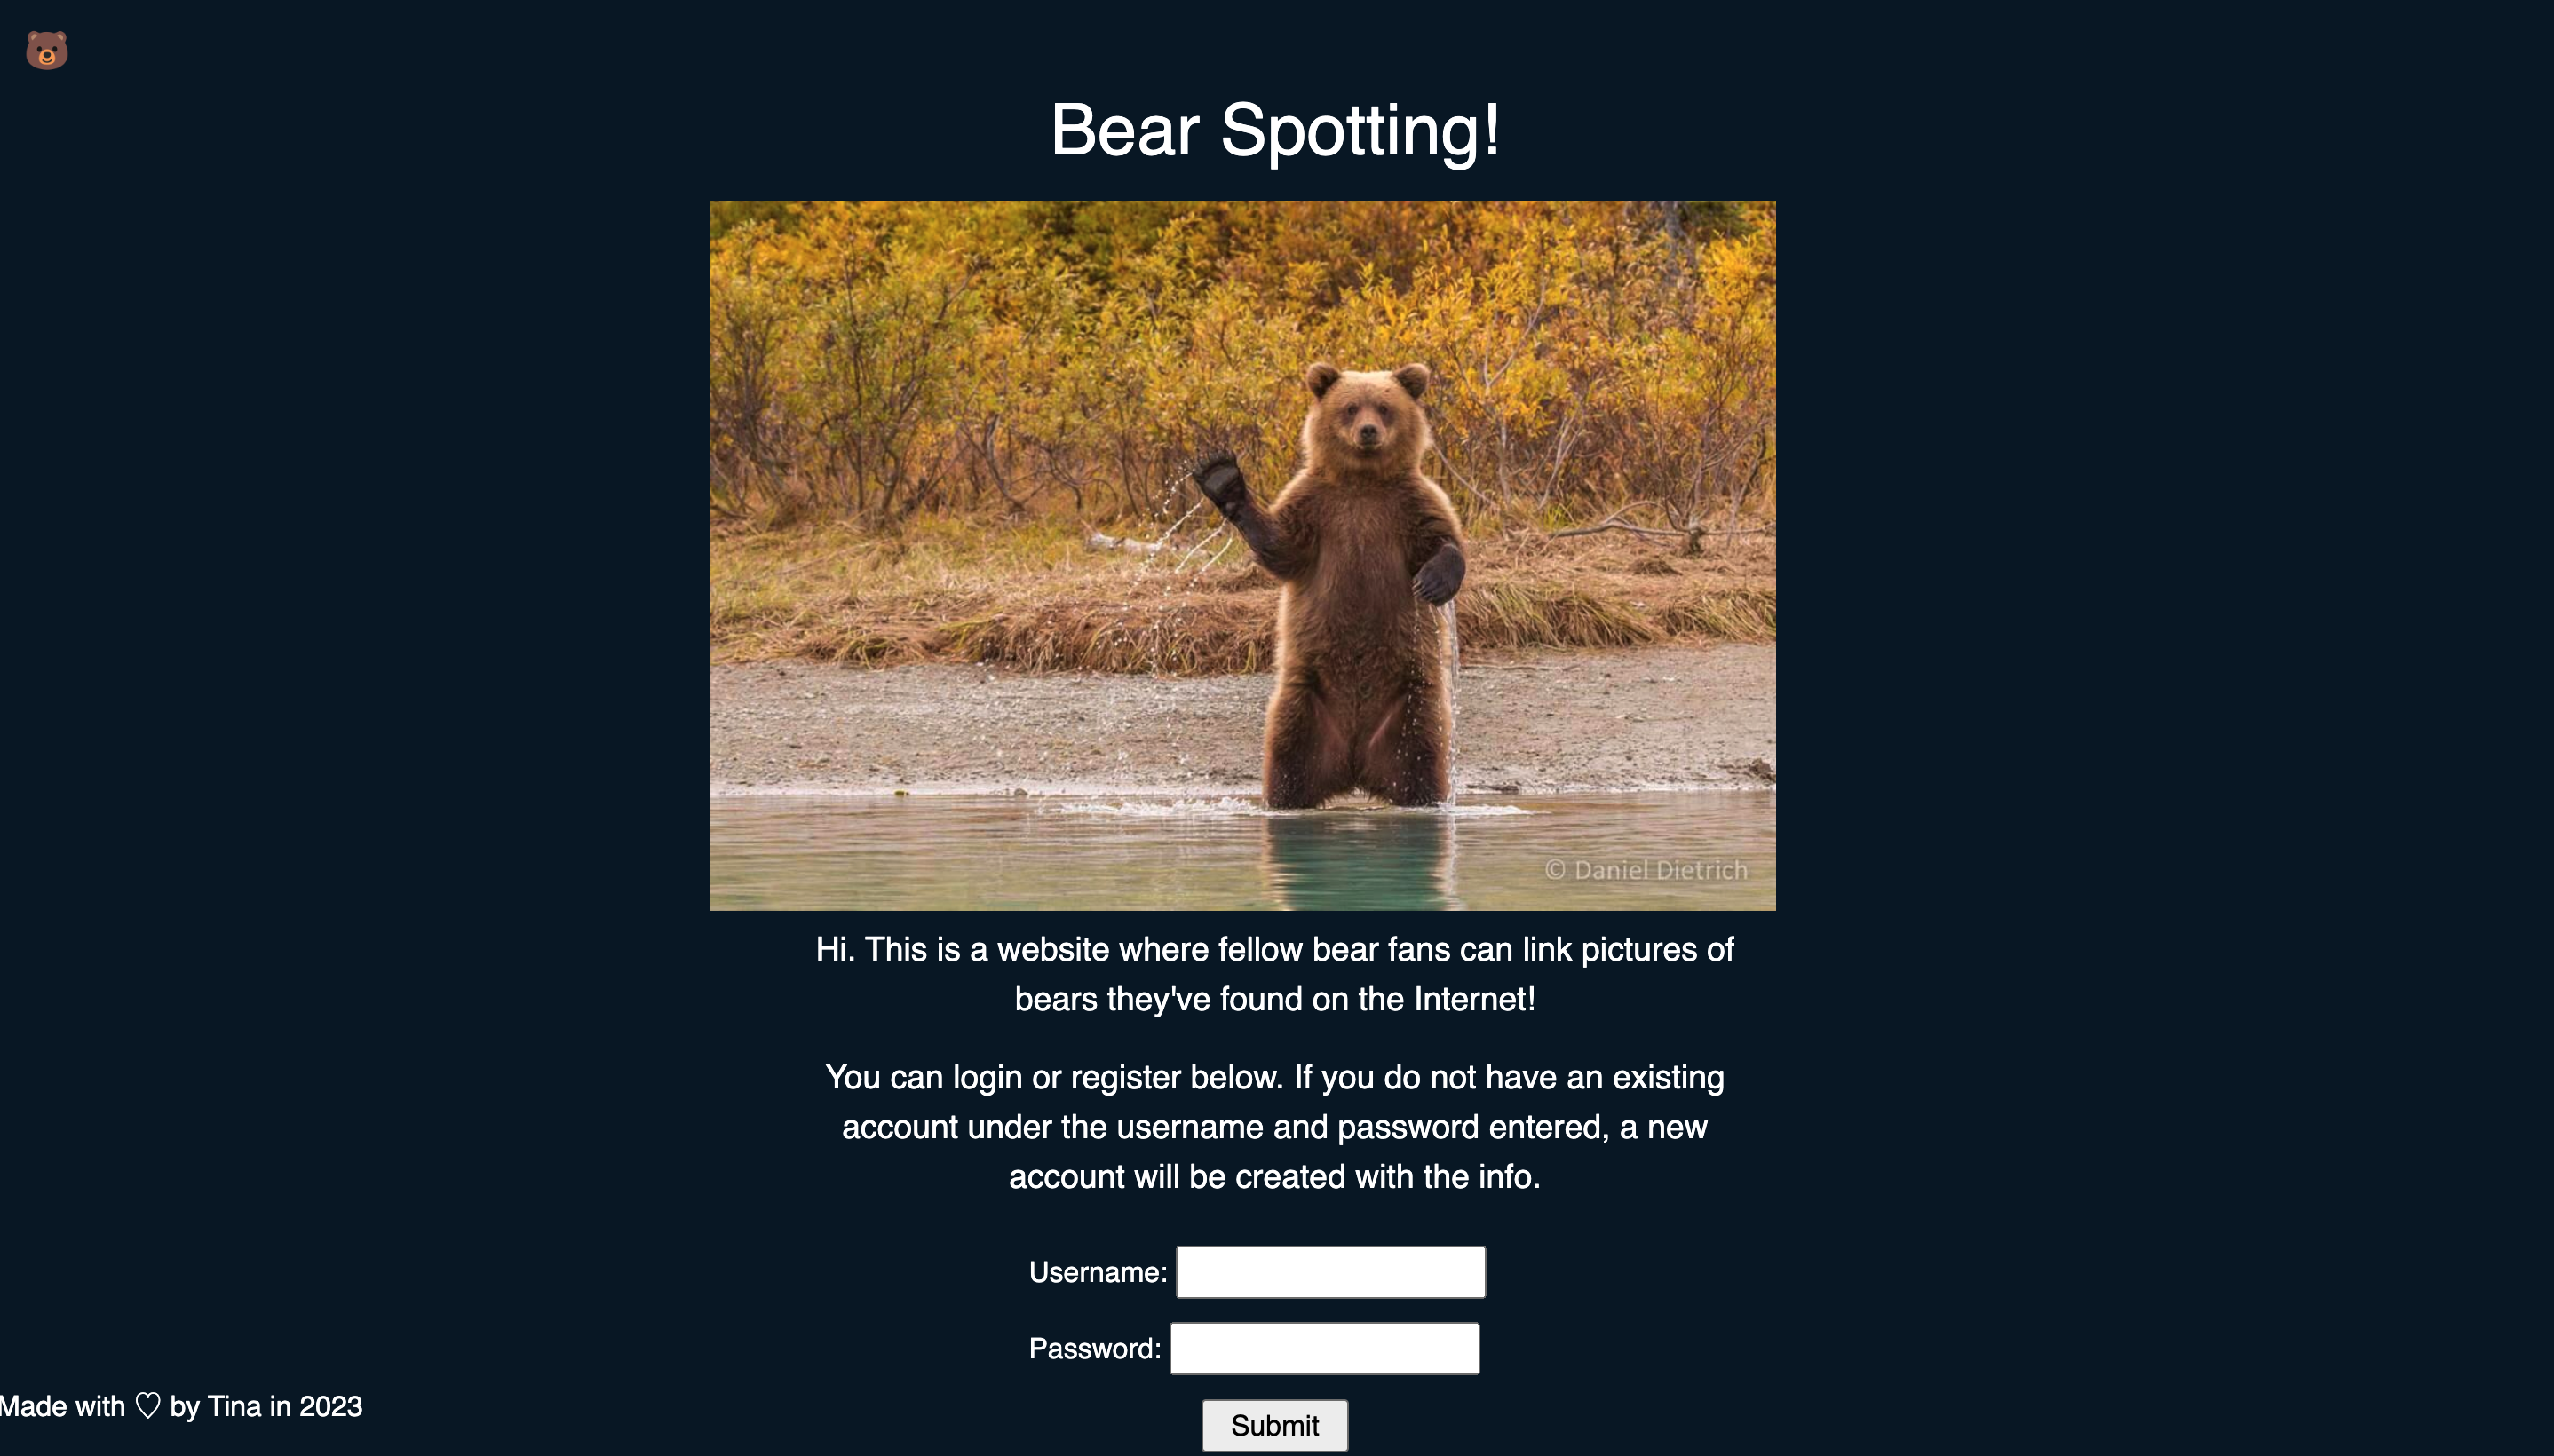 Bear Spotting!
© Daniel Dietrich
Hi. This is a website where fellow bear fans can link pictures of
bears they've found on the Internet!
You can login or register below. If you do not have an existing
account under the username and password entered, a new
account will be created with the info.
Username:
Password:
Made with ♡ by Tina in 2023
Submit